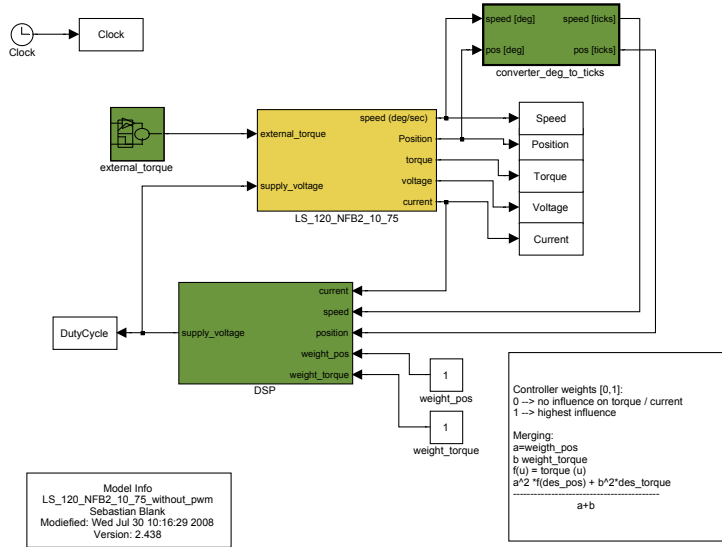 Clock
Clock
speed [deg]
speed [ticks]
pos [deg]
pos [ticks]
converter_deg_to_ticks
external_torque
external_torque
supply_voltage
speed (deg/sec)
Position
torque
voltage
current
LS_120_NFB2_10_75
Speed
Position
Torque
Voltage
Current
DutyCycle
supply_voltage
current
speed
position
weight_pos
weight_torque
DSP
1
weight_pos
1
weight_torque
Controller weights [0,1]:
0 --> no influence on torque / current
1 --> highest influence
Merging:
a=weigth_pos
b weight_torque
f(u) = torque (u)
a^2 *f(des_pos) + b^2*des_torque
--------------------------------------------
a+b
Model Info
LS_120_NFB2_10_75_without_pwm
Sebastian Blank
Modiefied: Wed Jul 30 10:16:29 2008
Version: 2.438